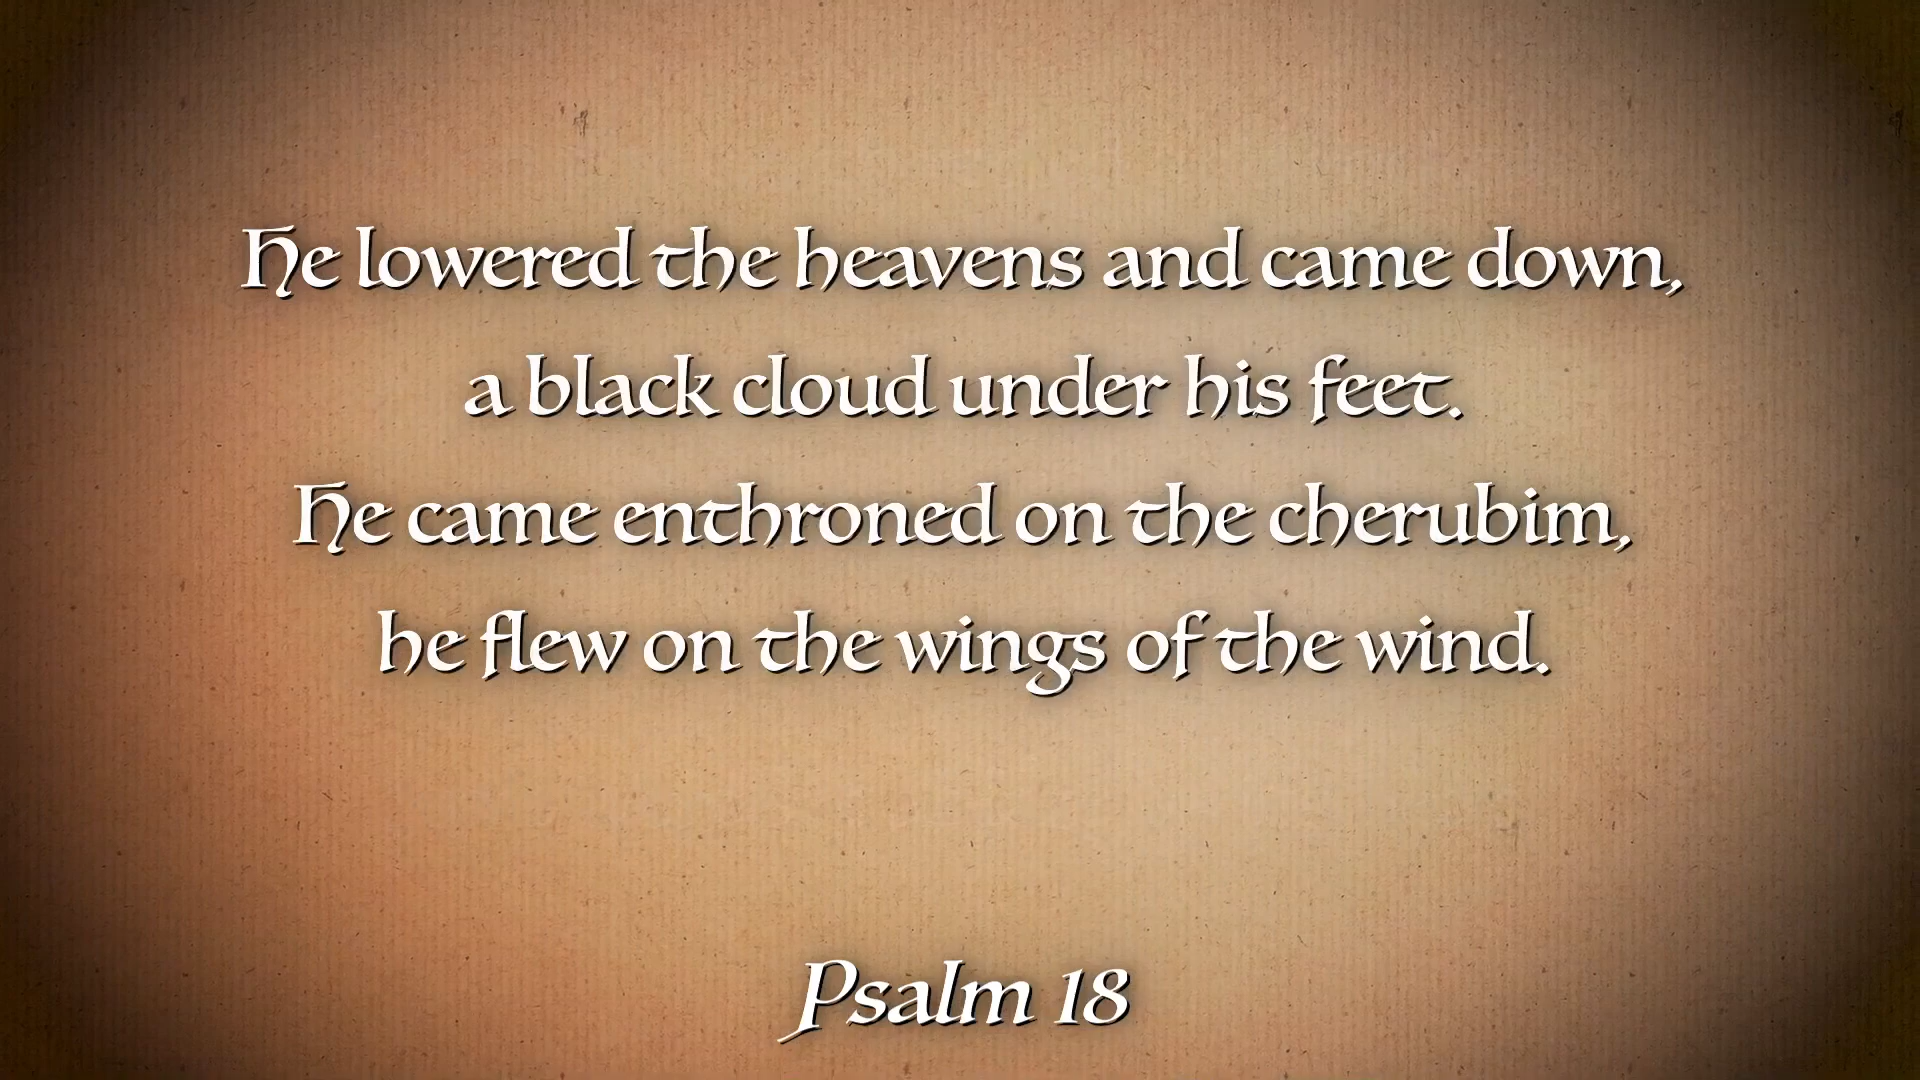 He lowered the heavens and came down,
a black cloud under his feet.
He came enthroned on the cherubim,
he flew on the wings of the wind.
Psalm 18